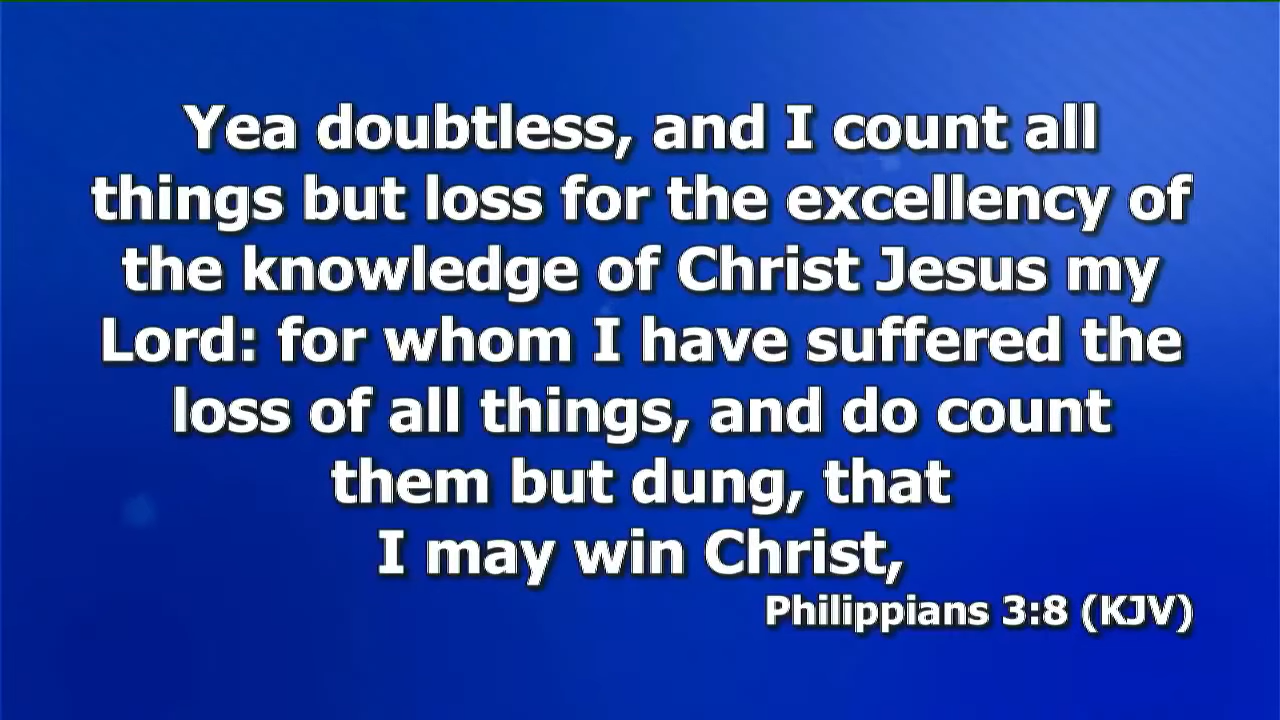 Yea doubtless, and I count all
things but loss for the excellency of
the knowledge of Christ Jesus my
Lord: for whom I have suffered the
loss of all things, and do count
them but dung, that
I may win Christ,
Philippians 3:8 (KJV)